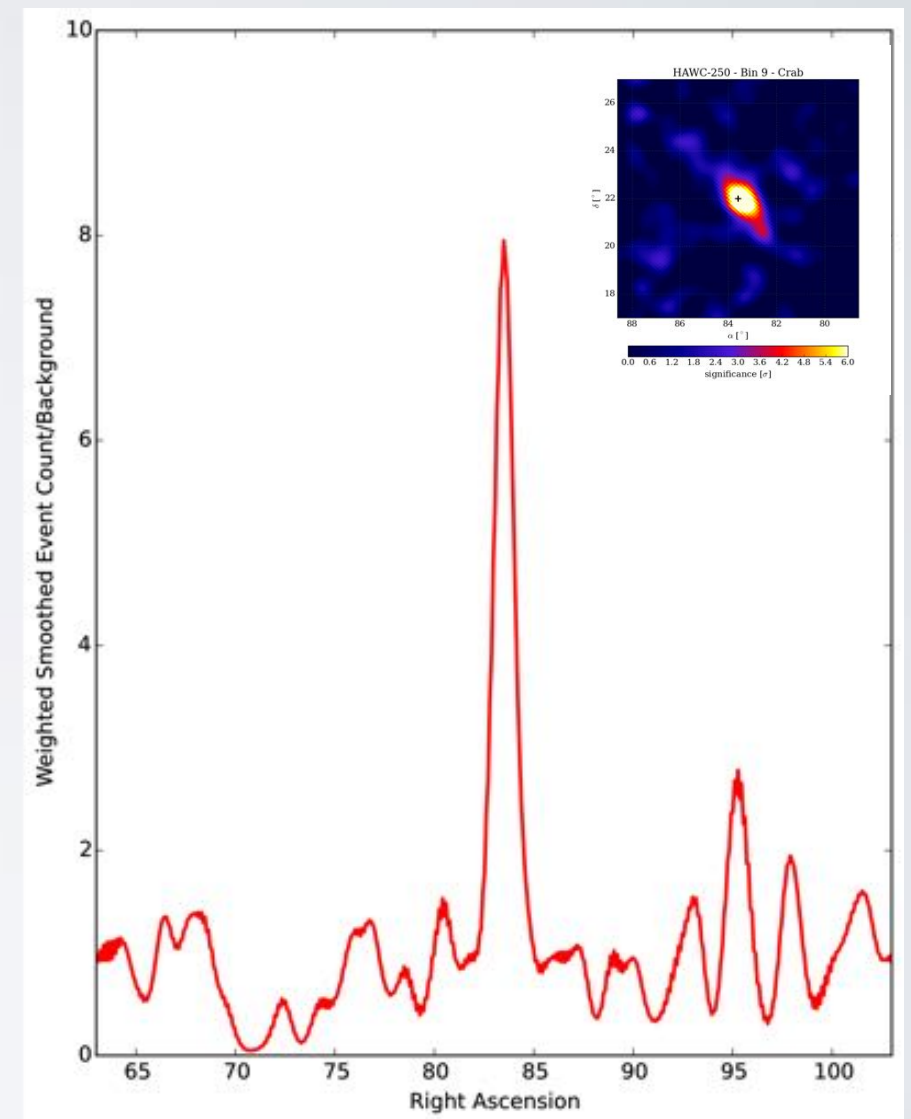 10
8
6
4
2
0
Weighted Smoothed Event Count/Background
65 70 75 80 85 90 95 100
Right Ascension
HAWC-250 - Bin 9 - Crab
26
24
22
20
18
δ [°]
88 86 84 82 80
α [°]
0.0 0.6 1.2 1.8 2.4 3.0 3.6 4.2 4.8 5.4 6.0
significance [σ]